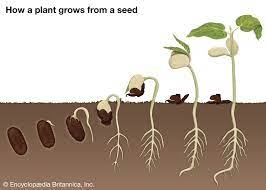 How a plant grows from a seed
© Encyclopædia Britannica, Inc.